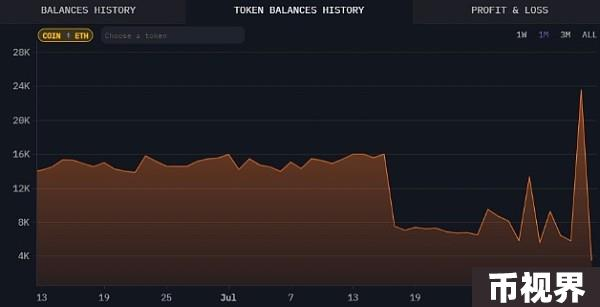 BALANCES HISTORY TOKEN BALANCES HISTORY PROFIT & LOSS
COIN ETH Choose a token 1W 1M 3M ALL
28K
24K
20K
16K
12K
8K
4K
13 19 25 Jul 7 13 19
币视界